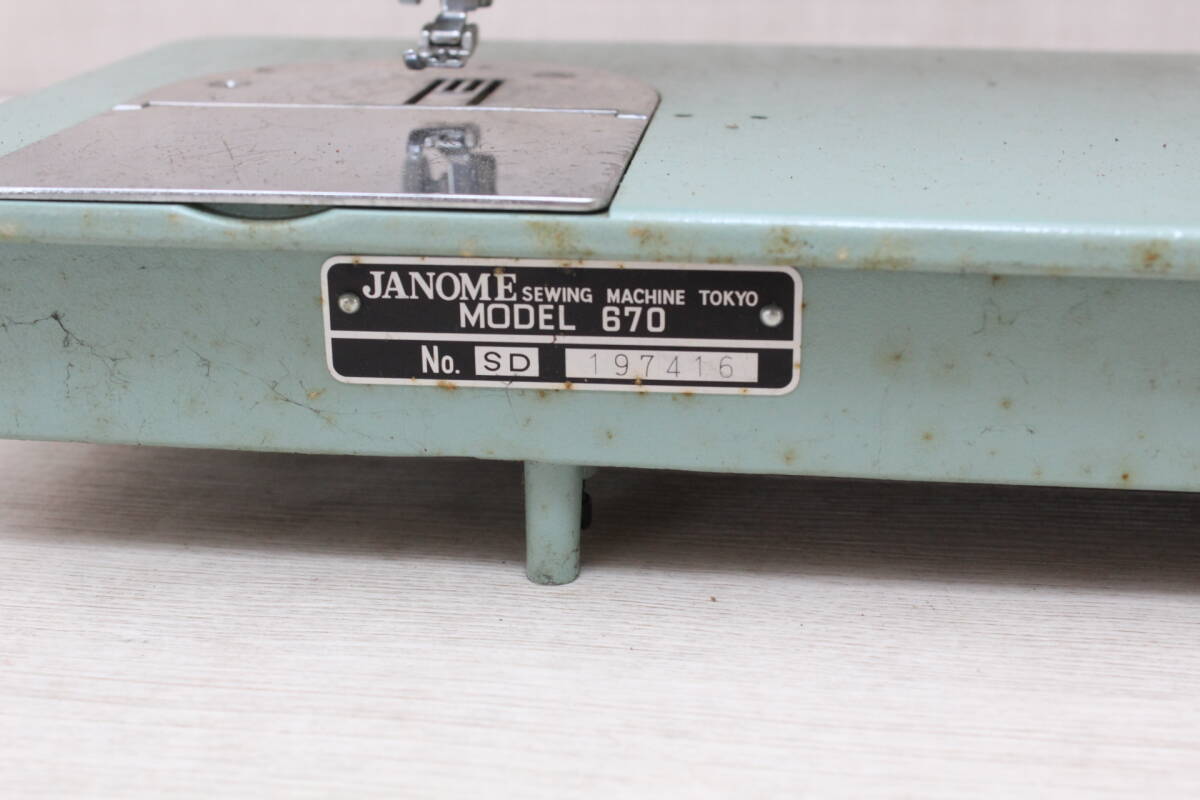 JANOME SEWING MACHINE TOKYO
MODEL 670
No. SD 197416